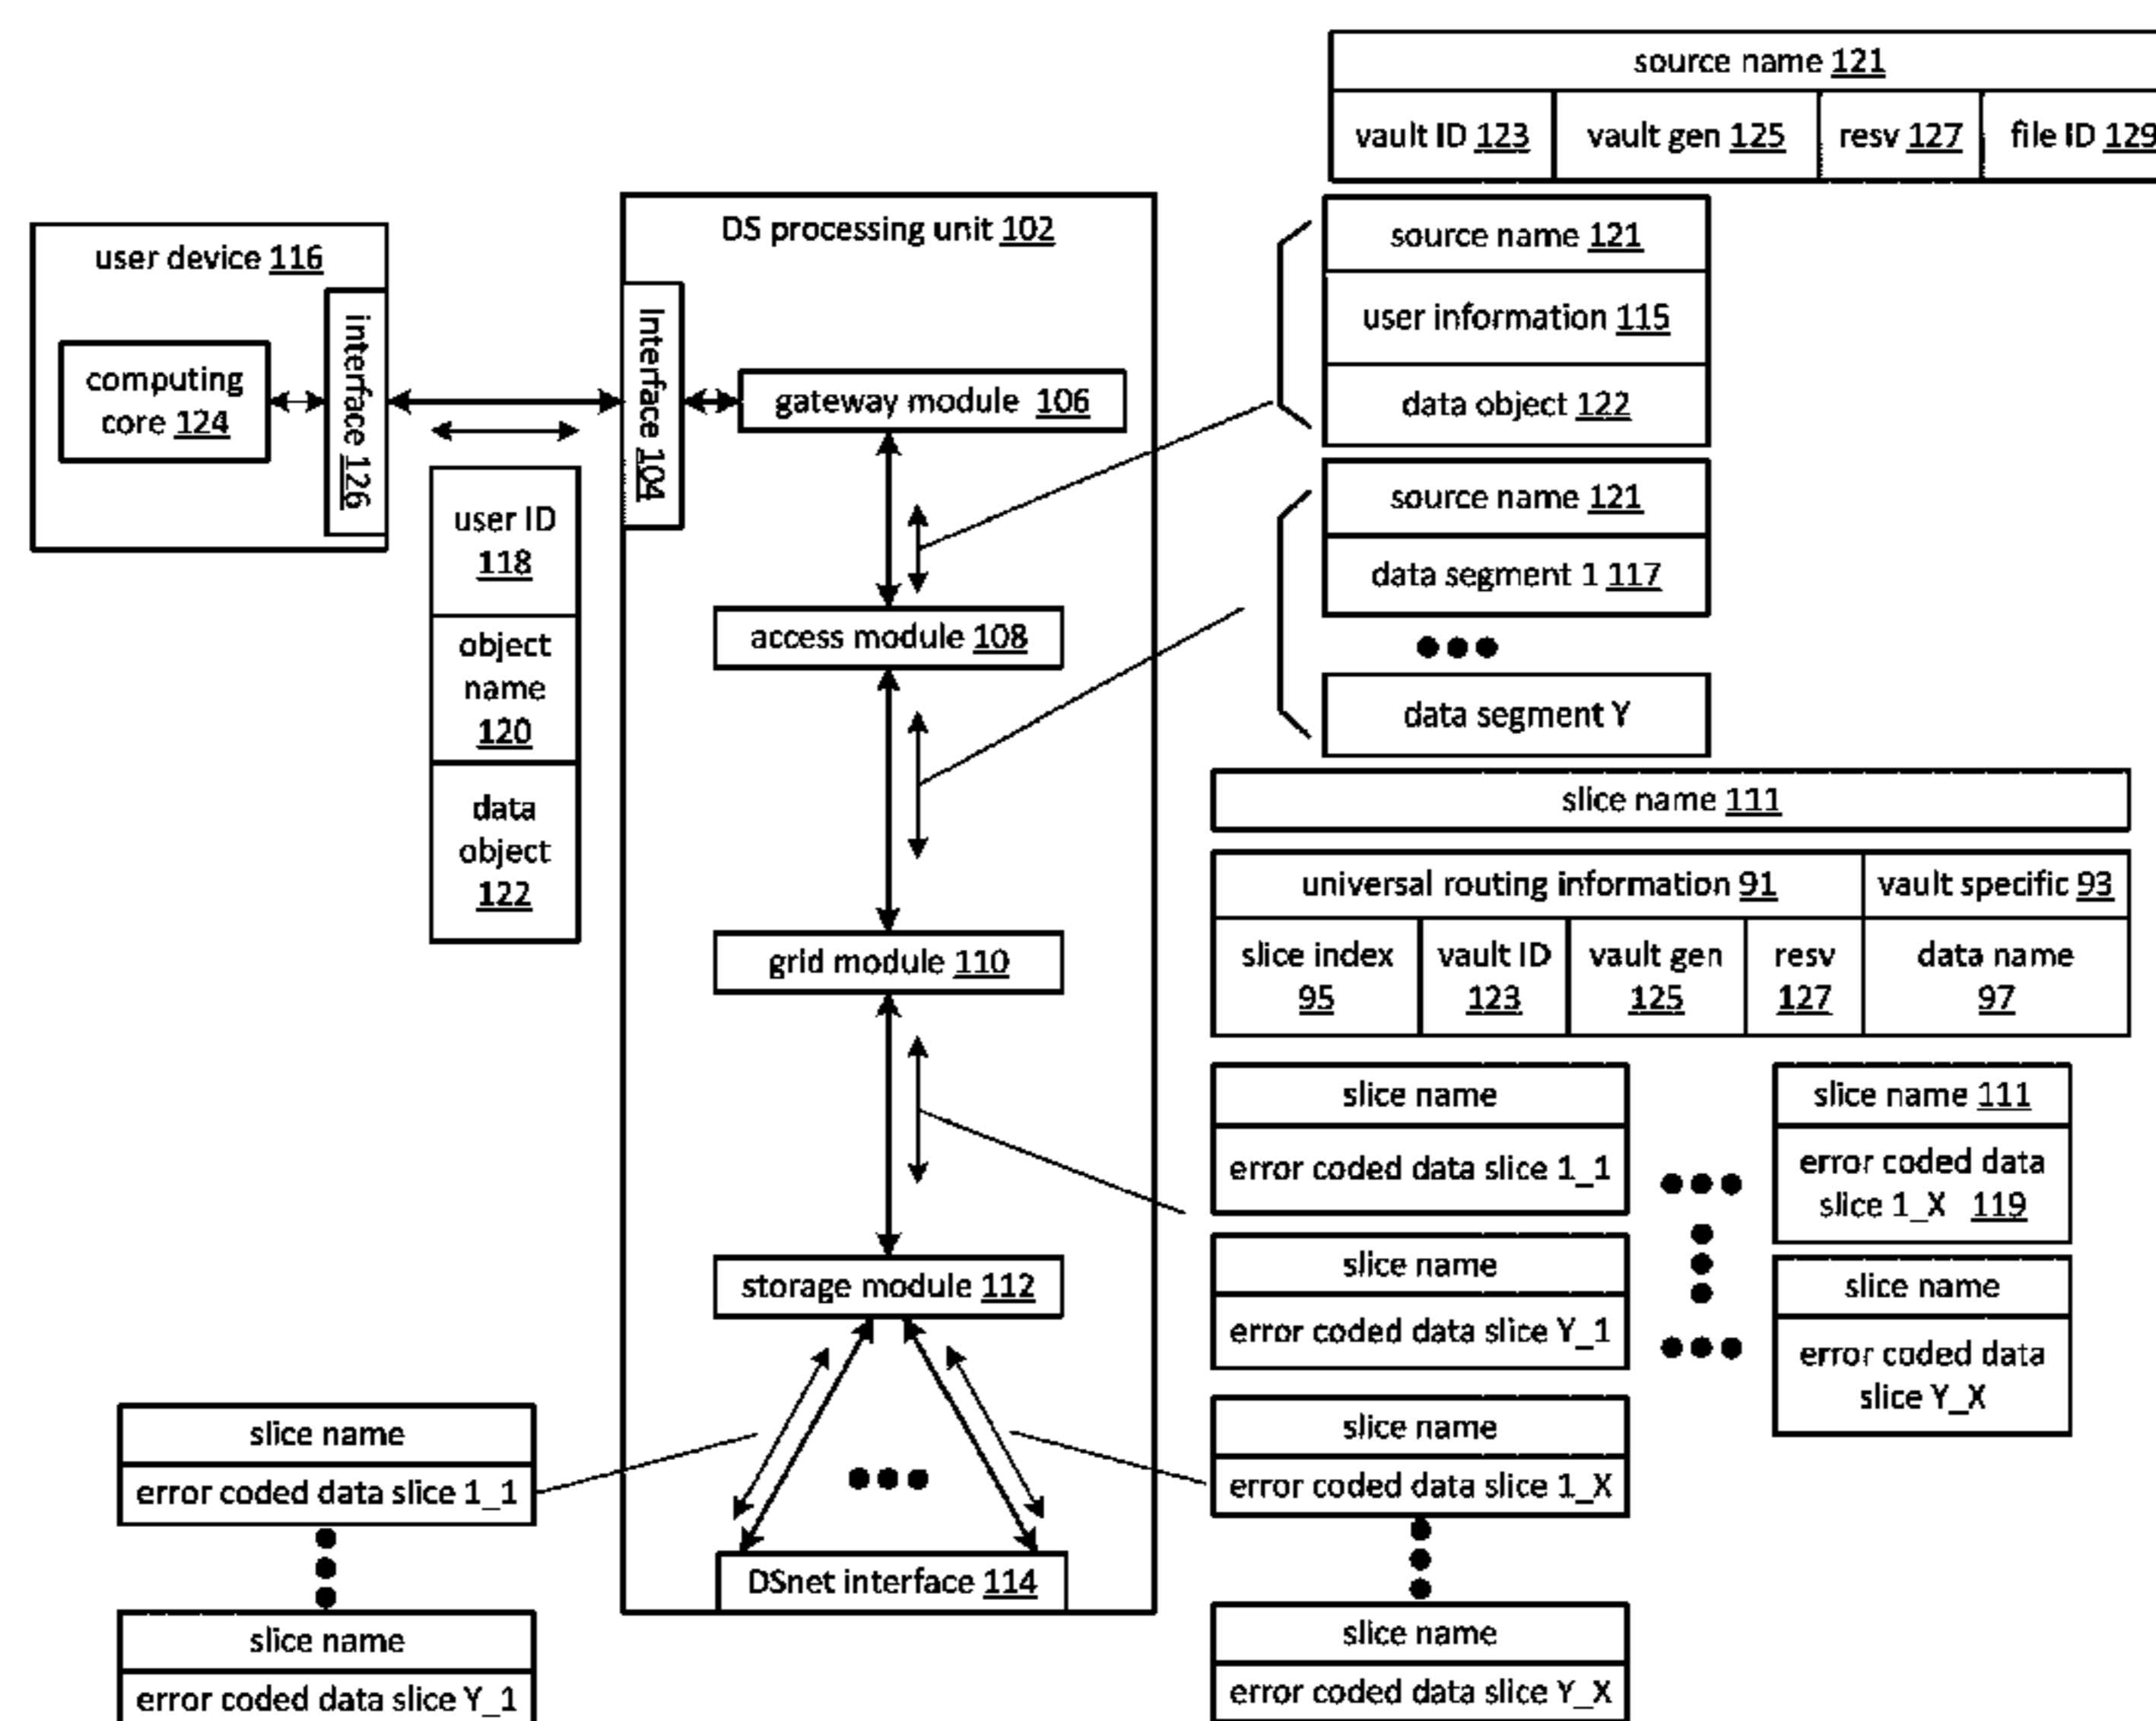 source name 121
vault ID 123
vault gen 125
resv 127
file ID 129
DS processing unit 102
source name 121
user information 115
data object 122
user device 116
computing
core 124
interface 126
interface 104
gateway module 106
source name 121
data segment 1 117
data segment Y
user ID
118
object
name
120
data
object
122
access module 108
slice name 111
universal routing information 91
vault specific 93
slice index
95
vault ID
123
vault gen
125
resv
127
data name
97
grid module 110
slice name
error coded data slice 1_1
slice name 111
error coded data
slice 1_X 119
slice name
error coded data slice Y_1
slice name
error coded data
slice Y_X
storage module 112
slice name
error coded data slice 1_1
slice name
error coded data slice 1_X
DSnet interface 114
slice name
error coded data slice Y_1
slice name
error coded data slice Y_X